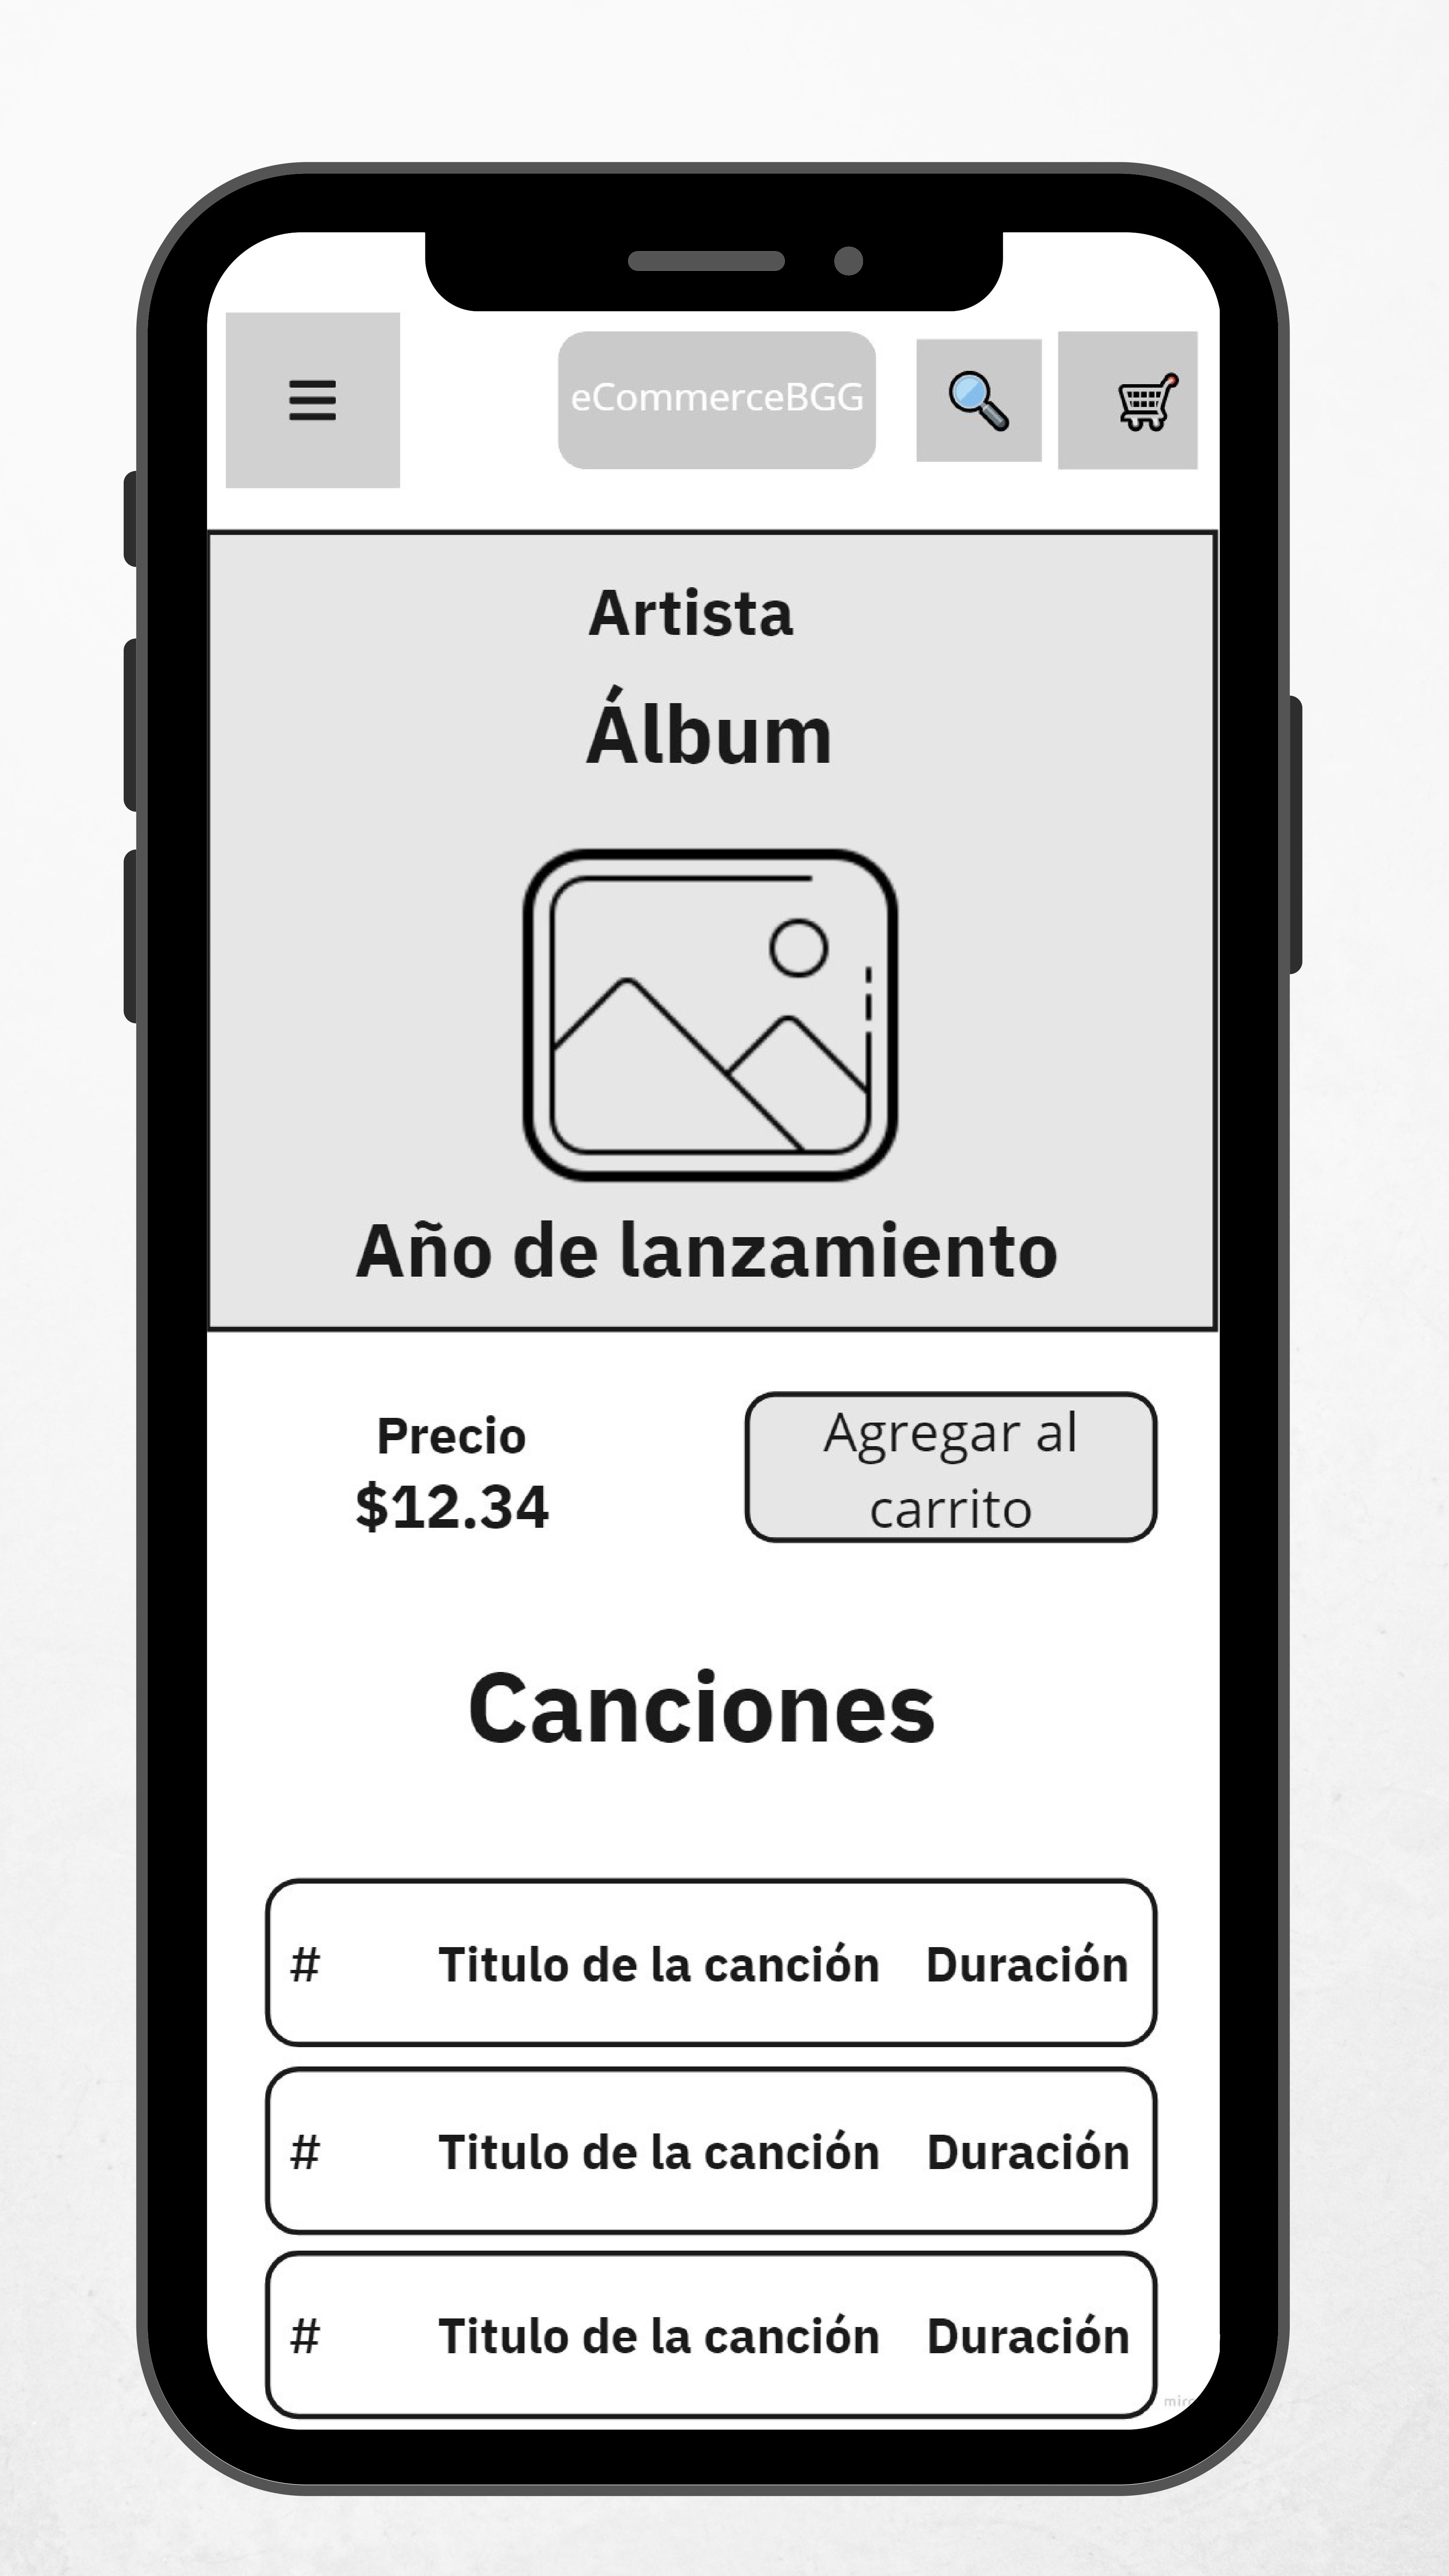 eCommerceBGG
Artista
Álbum
Año de lanzamiento
Precio
$12.34
Agregar al
carrito
Canciones
# Titulo de la canción Duración
# Titulo de la canción Duración
# Titulo de la canción Duración